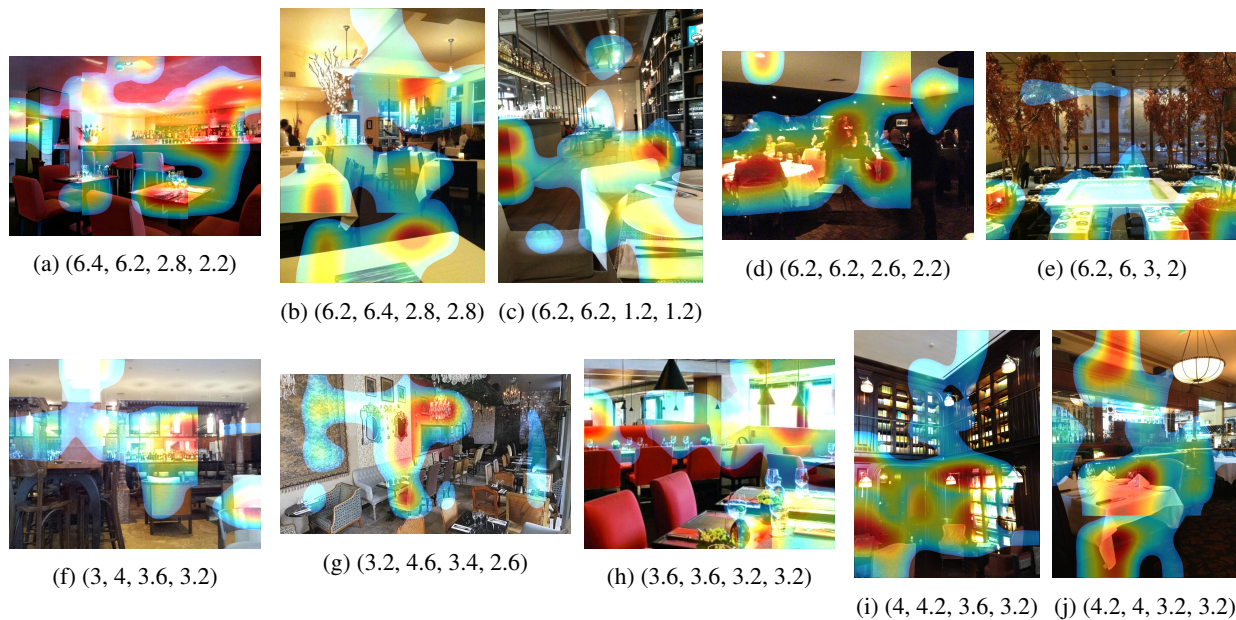 (a) (6.4, 6.2, 2.8, 2.2)
(b) (6.2, 6.4, 2.8, 2.8)
(c) (6.2, 6.2, 1.2, 1.2)
(d) (6.2, 6.2, 2.6, 2.2)
(e) (6.2, 6, 3, 2)
(f) (3, 4, 3.6, 3.2)
(g) (3.2, 4.6, 3.4, 2.6)
(h) (3.6, 3.6, 3.2, 3.2)
(i) (4, 4.2, 3.6, 3.2)
(j) (4.2, 4, 3.2, 3.2)